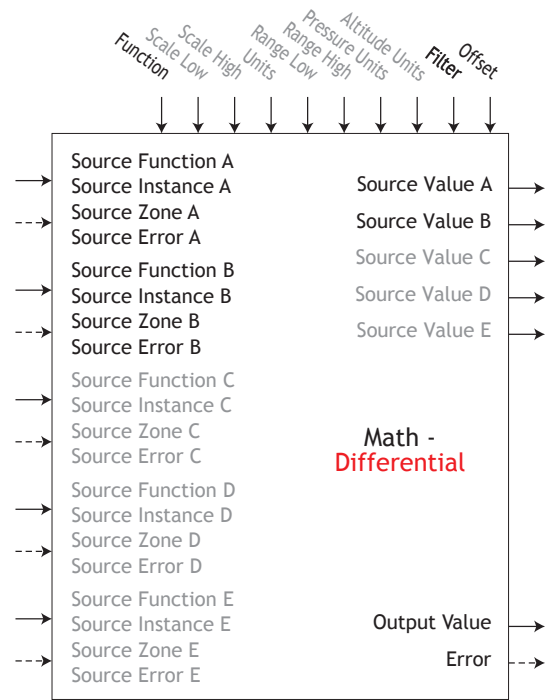 Function
Scale Low
Scale High
Units
Range Low
Range High
Pressure Units
Altitude Units
Filter
Offset
Source Function A
Source Instance A
Source Zone A
Source Error A
Source Function B
Source Instance B
Source Zone B
Source Error B
Source Function C
Source Instance C
Source Zone C
Source Error C
Source Function D
Source Instance D
Source Zone D
Source Error D
Source Function E
Source Instance E
Source Zone E
Source Error E
Source Value A
Source Value B
Source Value C
Source Value D
Source Value E
Math -
Differential
Output Value
Error